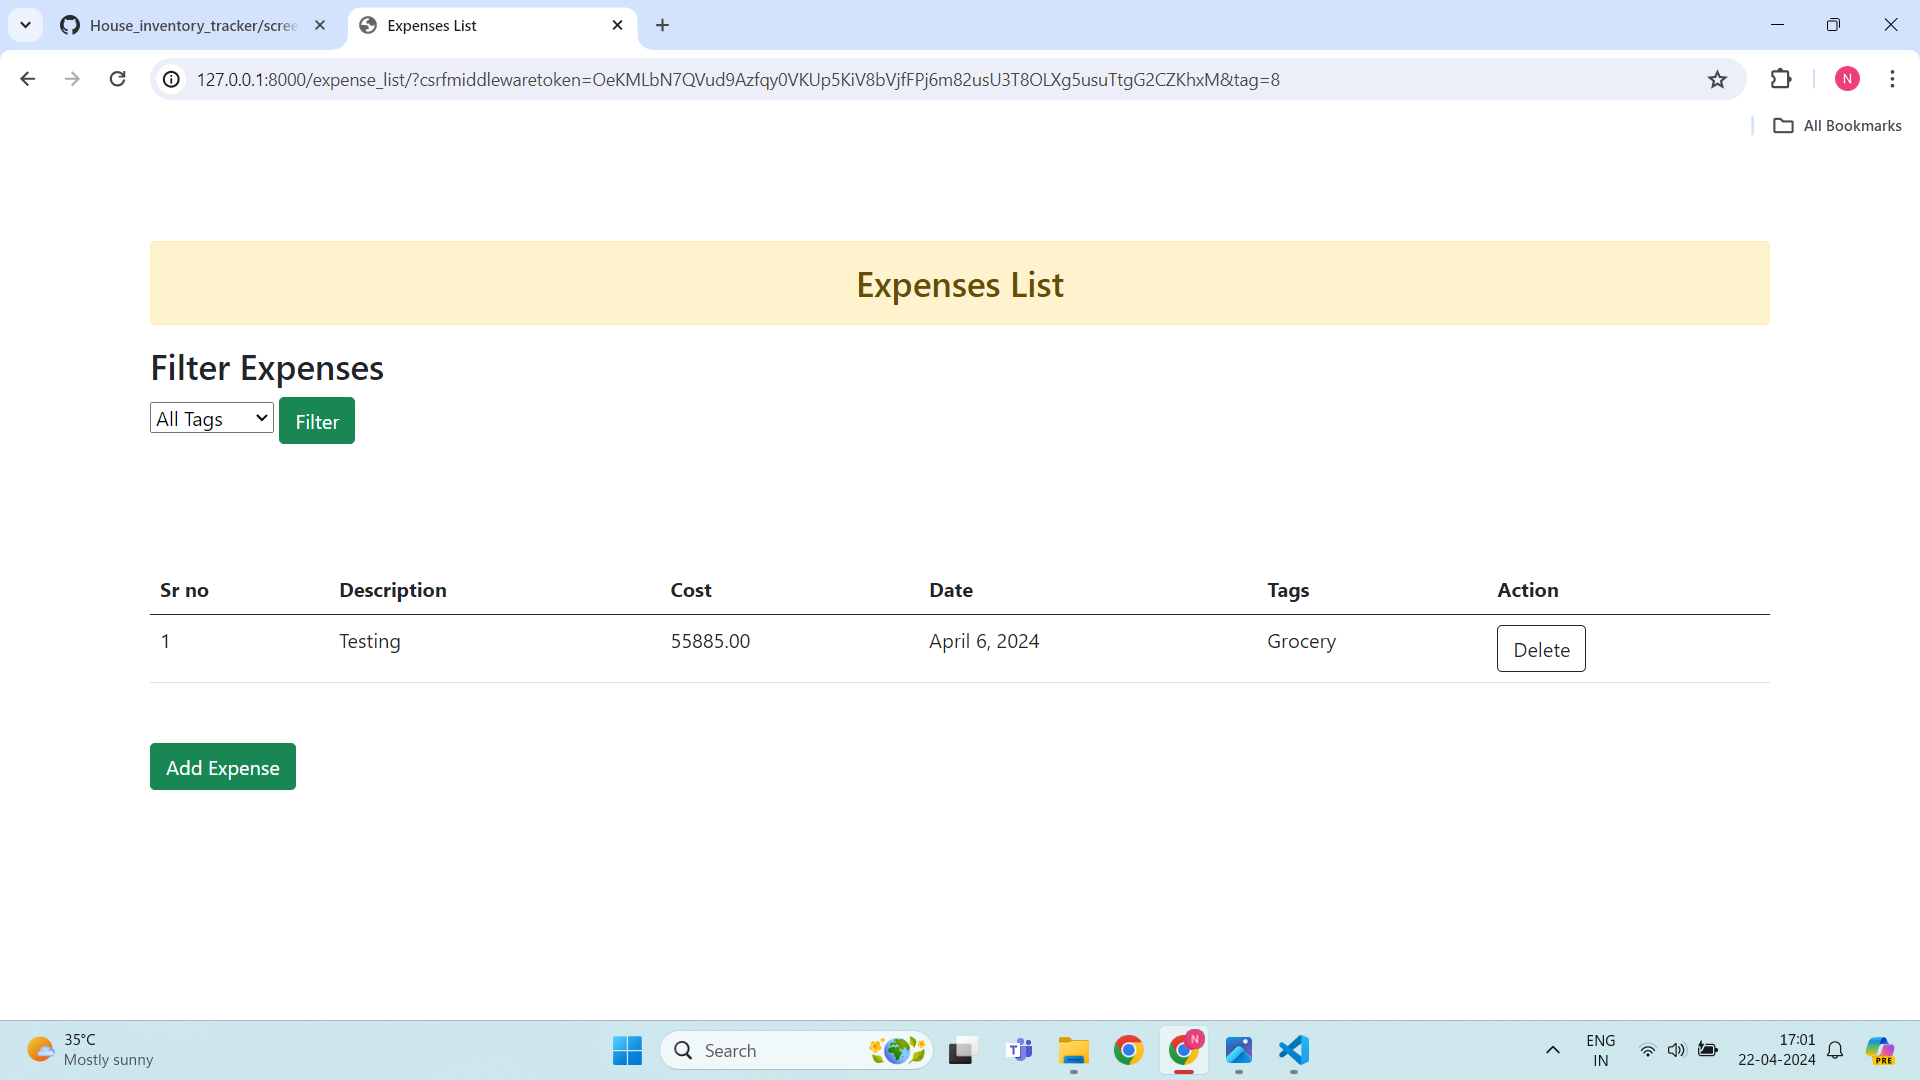 House_inventory_tracker/scree
Expenses List
127.0.0.1:8000/expense_list/?csrfmiddlewaretoken=OeKMLbN7QVud9Azfqy0VKUp5KiV8bVjfFPj6m82usU3T8OLXg5usuTtgG2CZKhxM&tag=8
N
All Bookmarks
Expenses List
Filter Expenses
All Tags
Filter
Sr no Description Cost Date Tags Action
1 Testing 55885.00 April 6, 2024 Grocery Delete
Add Expense
35°C
Mostly sunny
Search
N
ENG
IN
17:01
22-04-2024
PRE